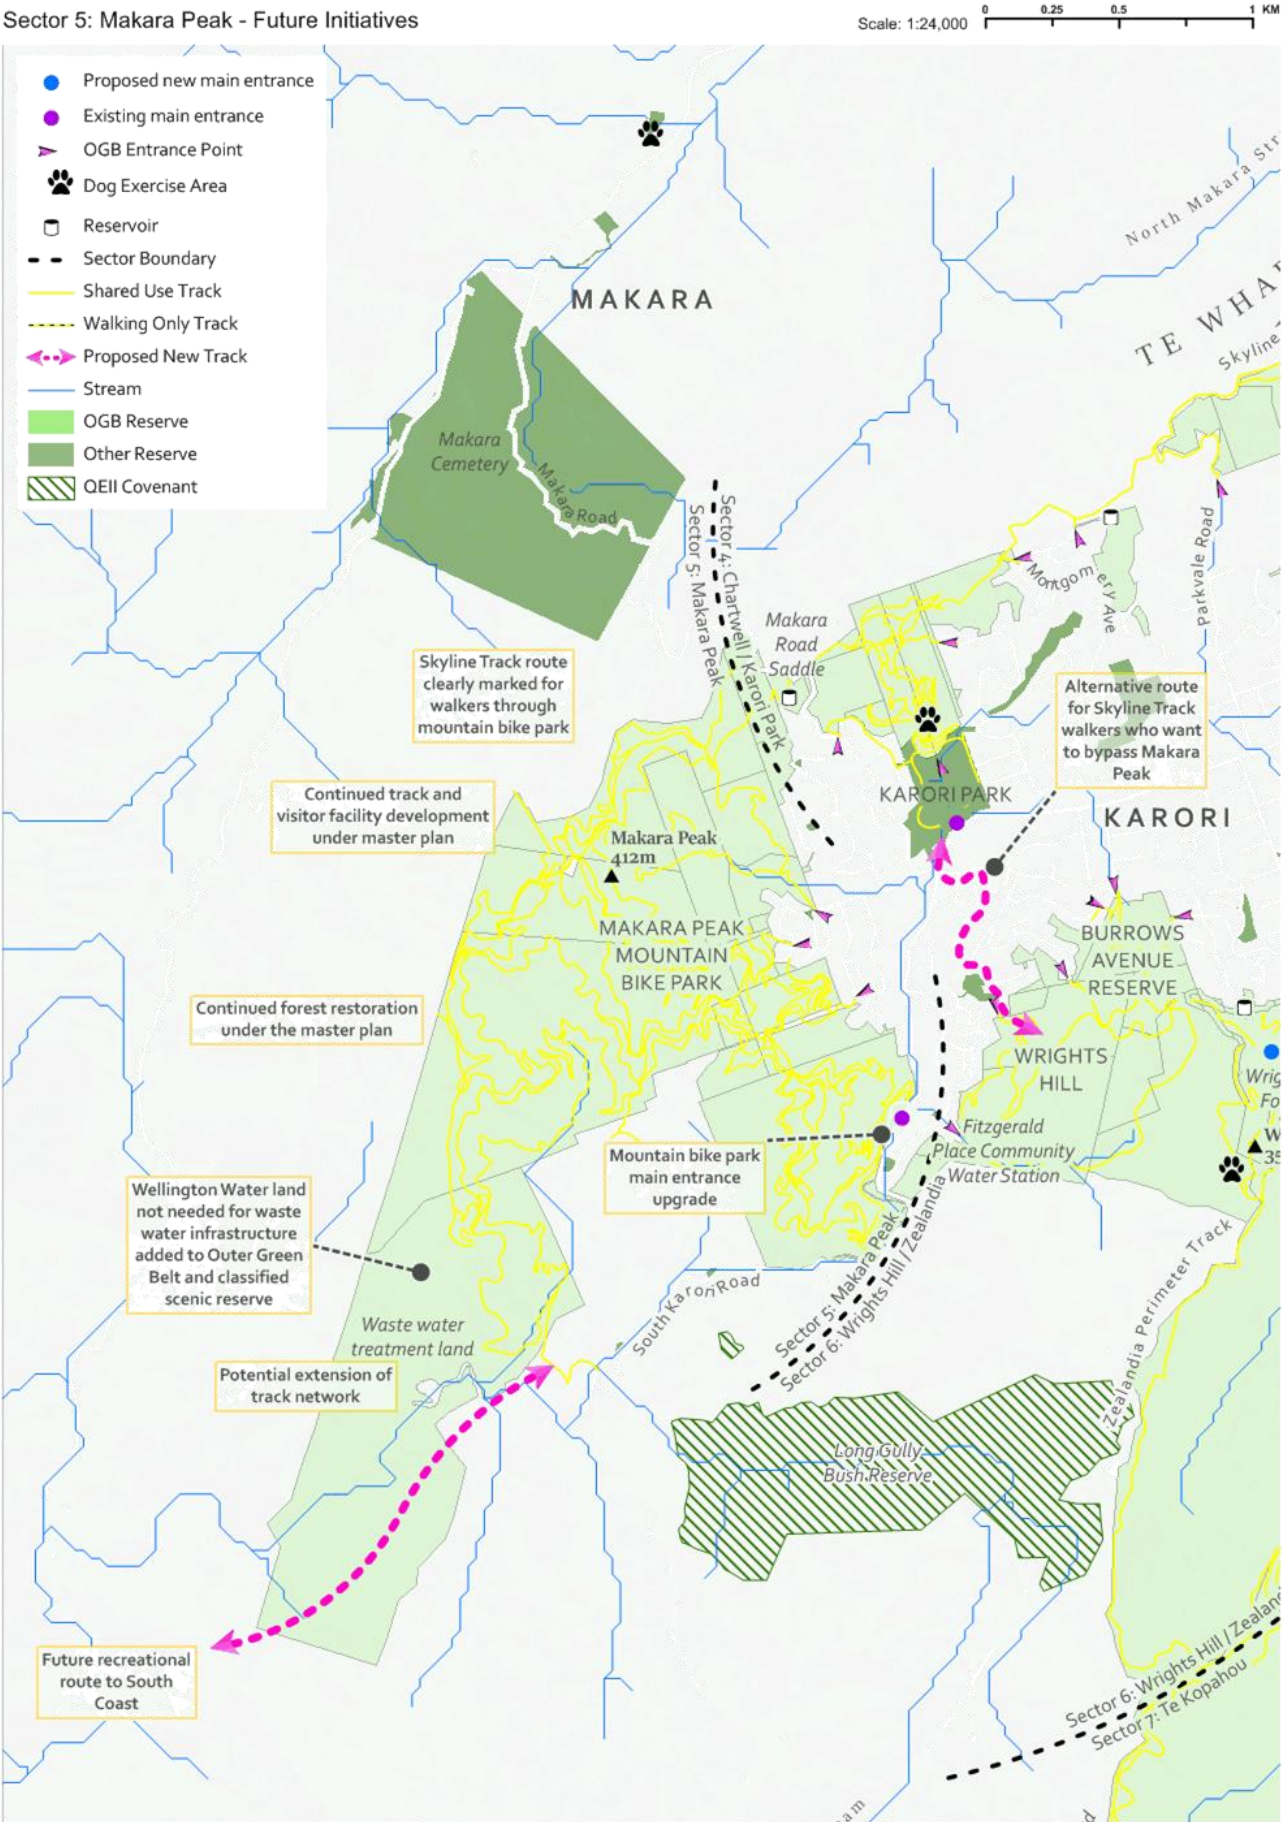 Sector 5: Makara Peak - Future Initiatives
Scale: 1:24,000
0 0.25 0.5 1 KM
Proposed new main entrance
Existing main entrance
OGB Entrance Point
Dog Exercise Area
Reservoir
Sector Boundary
Shared Use Track
Walking Only Track
Proposed New Track
Stream
OGB Reserve
Other Reserve
QEII Covenant
North Makara Str
MAKARA
TE WHAR
Skyline
Makara
Cemetery
Makara Road
Sector 4: Chartwell / Karori Park
Sector 5: Makara Peak
Montgomery Ave
Parkvale Road
Makara
Road
Saddle
Skyline Track route
clearly marked for
walkers through
mountain bike park
Alternative route
for Skyline Track
walkers who want
to bypass Makara
Peak
Continued track and
visitor facility development
under master plan
KARORI PARK
KARORI
Makara Peak
412m
MAKARA PEAK
MOUNTAIN
BIKE PARK
BURROWS
AVENUE
RESERVE
Continued forest restoration
under the master plan
WRIGHTS
HILL
Wrig
Fo
W
35
Fitzgerald
Place Community
Water Station
Mountain bike park
main entrance
upgrade
Wellington Water land
not needed for waste
water infrastructure
added to Outer Green
Belt and classified
scenic reserve
Sector 5: Makara Peak
Sector 6: Wrights Hill / Zealandia
Zealandia Perimeter Track
South Karori Road
Waste water
treatment land
Potential extension of
track network
Long Gully
Bush Reserve
Future recreational
route to South
Coast
Sector 6: Wrights Hill / Zealand
Sector 7: Te Kopahou
am
d